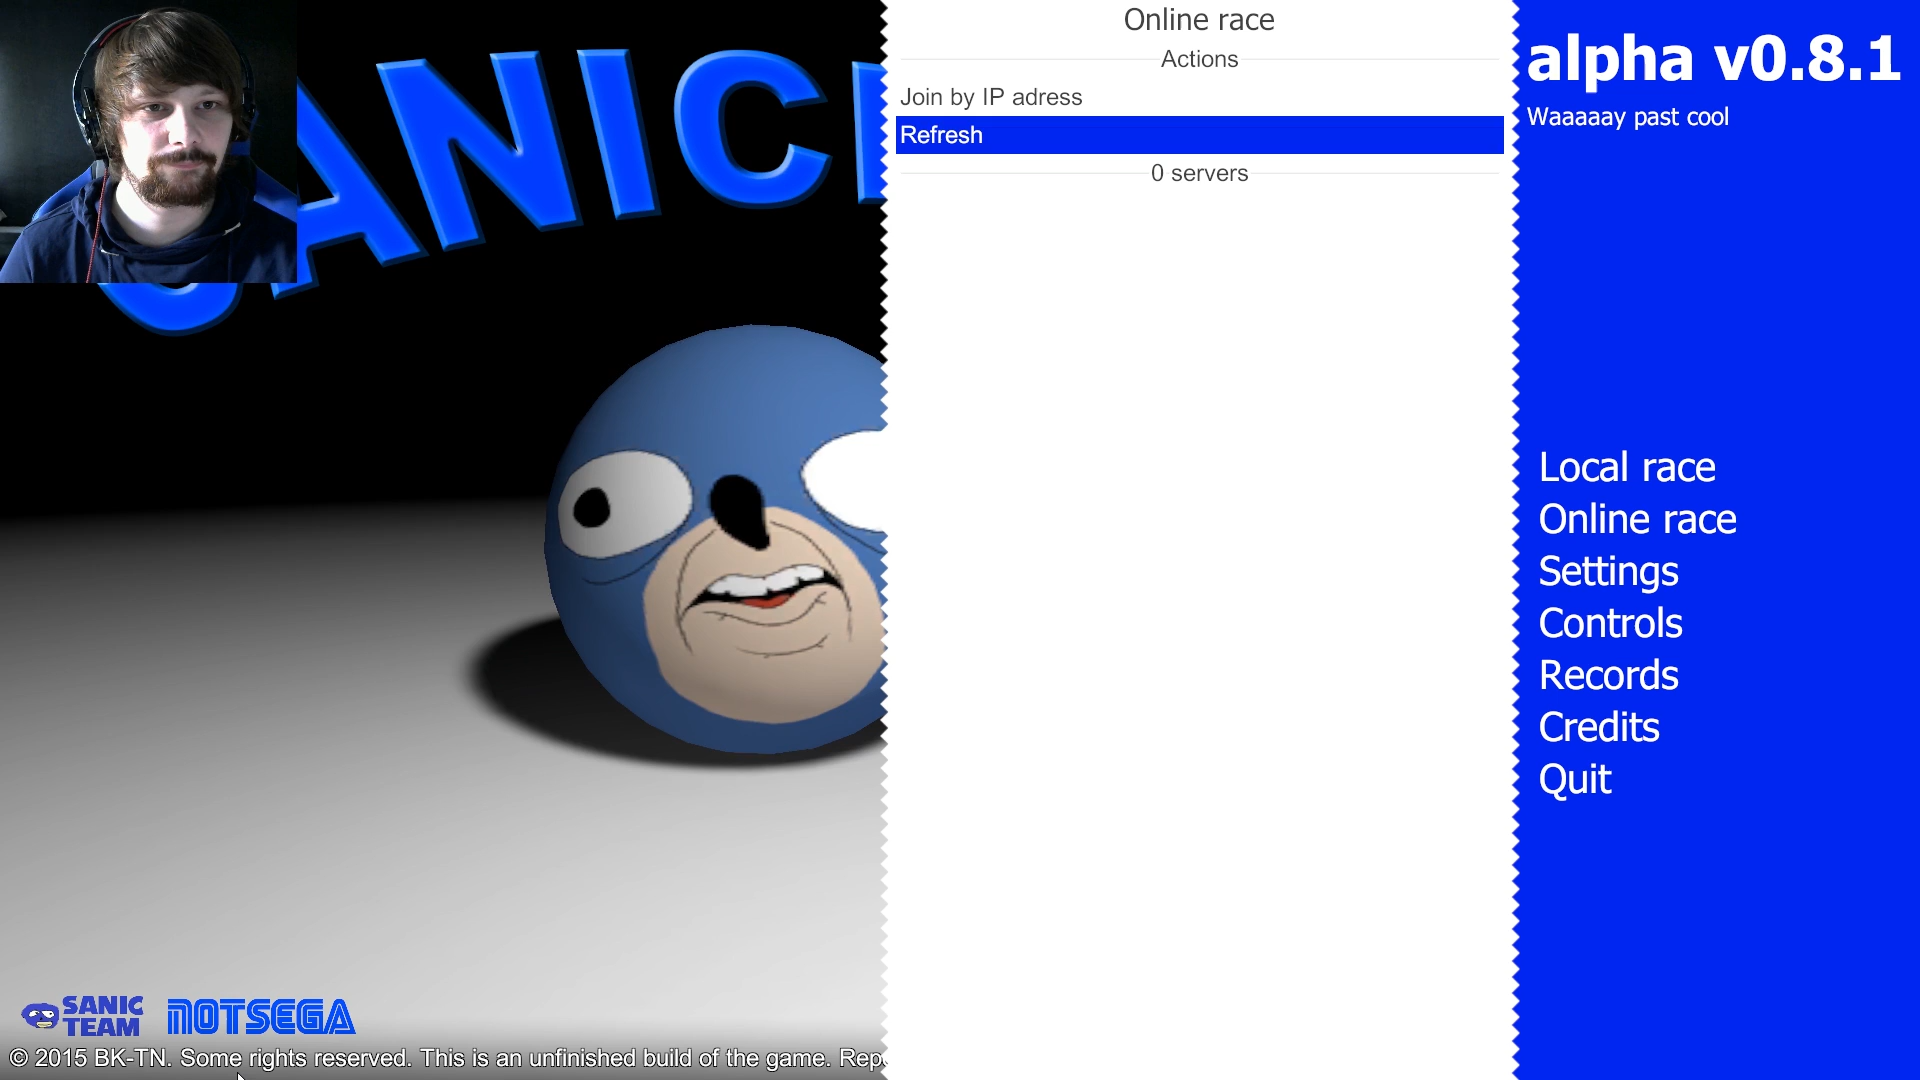 SANIC
Online race
Actions
Join by IP adress
Refresh
0 servers
alpha v0.8.1
Waaaaay past cool
Local race
Online race
Settings
Controls
Records
Credits
Quit
SANIC
TEAM
NOTSEGA
© 2015 BK-TN. Some rights reserved. This is an unfinished build of the game.